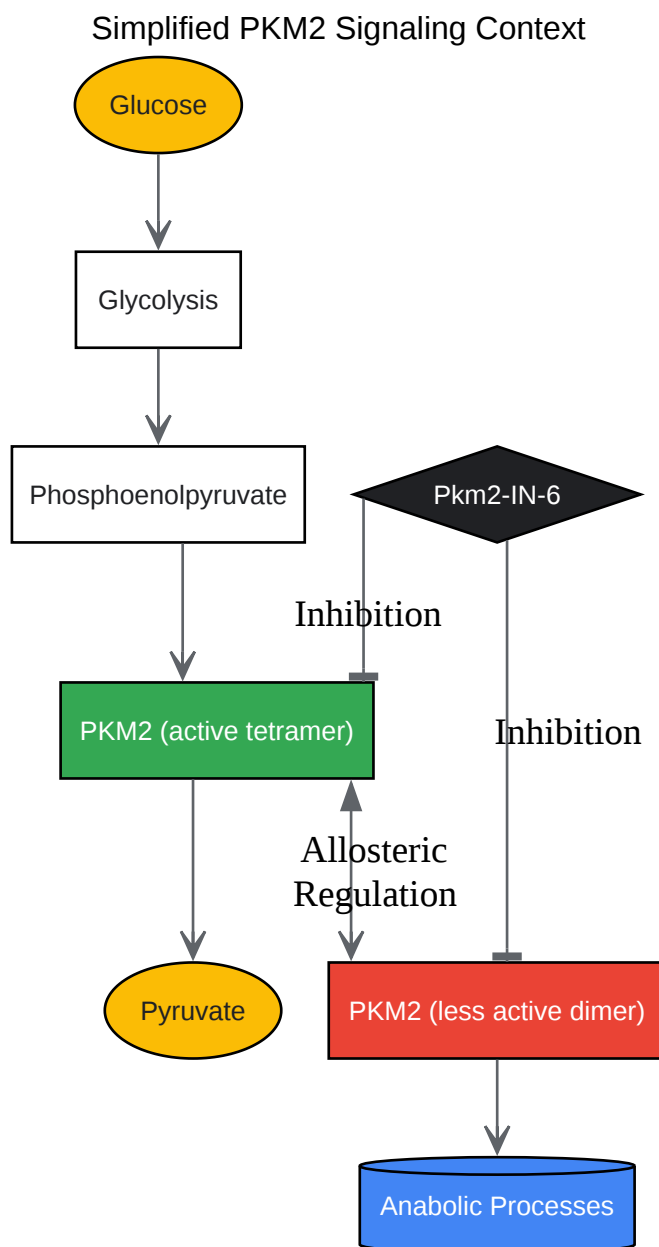 Simplified PKM2 Signaling Context
Glucose
Glycolysis
Phosphoenolpyruvate
Pkm2-IN-6
Inhibition
PKM2 (active tetramer)
Inhibition
Allosteric
Regulation
Pyruvate
PKM2 (less active dimer)
Anabolic Processes